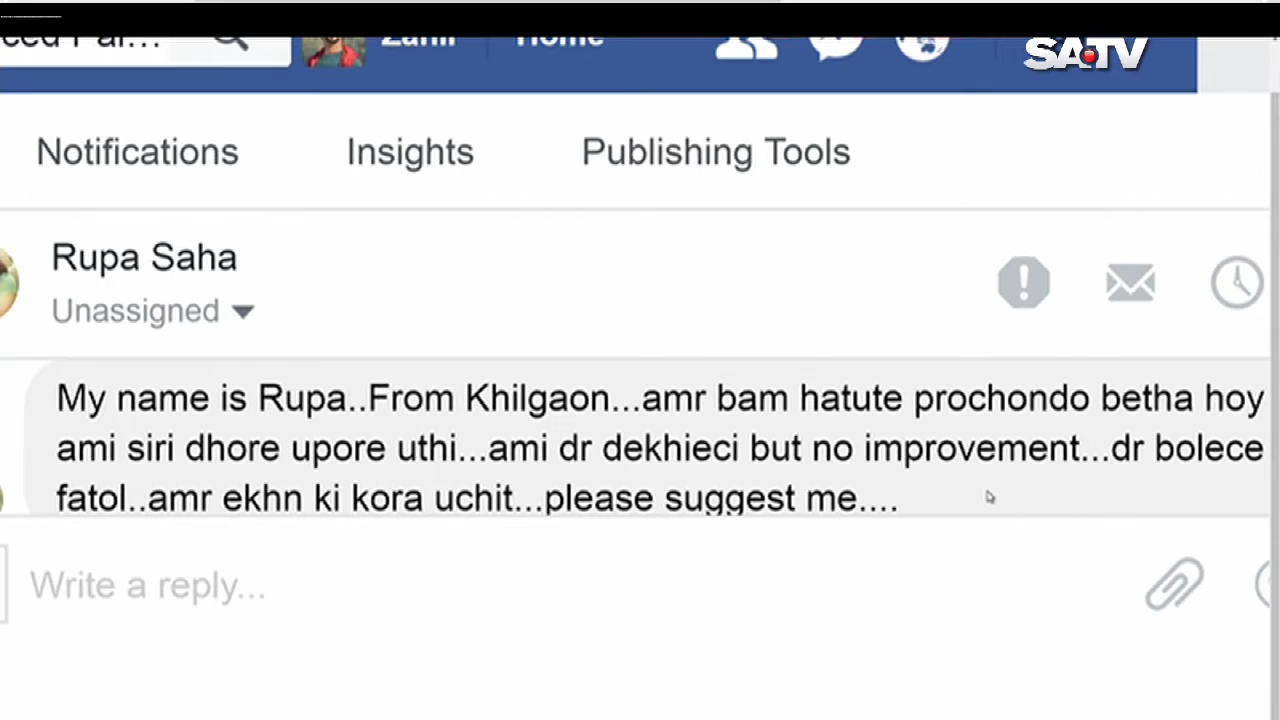 SATV
Notifications Insights Publishing Tools
Rupa Saha
Unassigned
My name is Rupa..From Khilgaon...amr bam hatute prochondo betha hoy
ami siri dhore upore uthi...ami dr dekhieci but no improvement...dr bolece
fatol..amr ekhn ki kora uchit...please suggest me....
Write a reply...